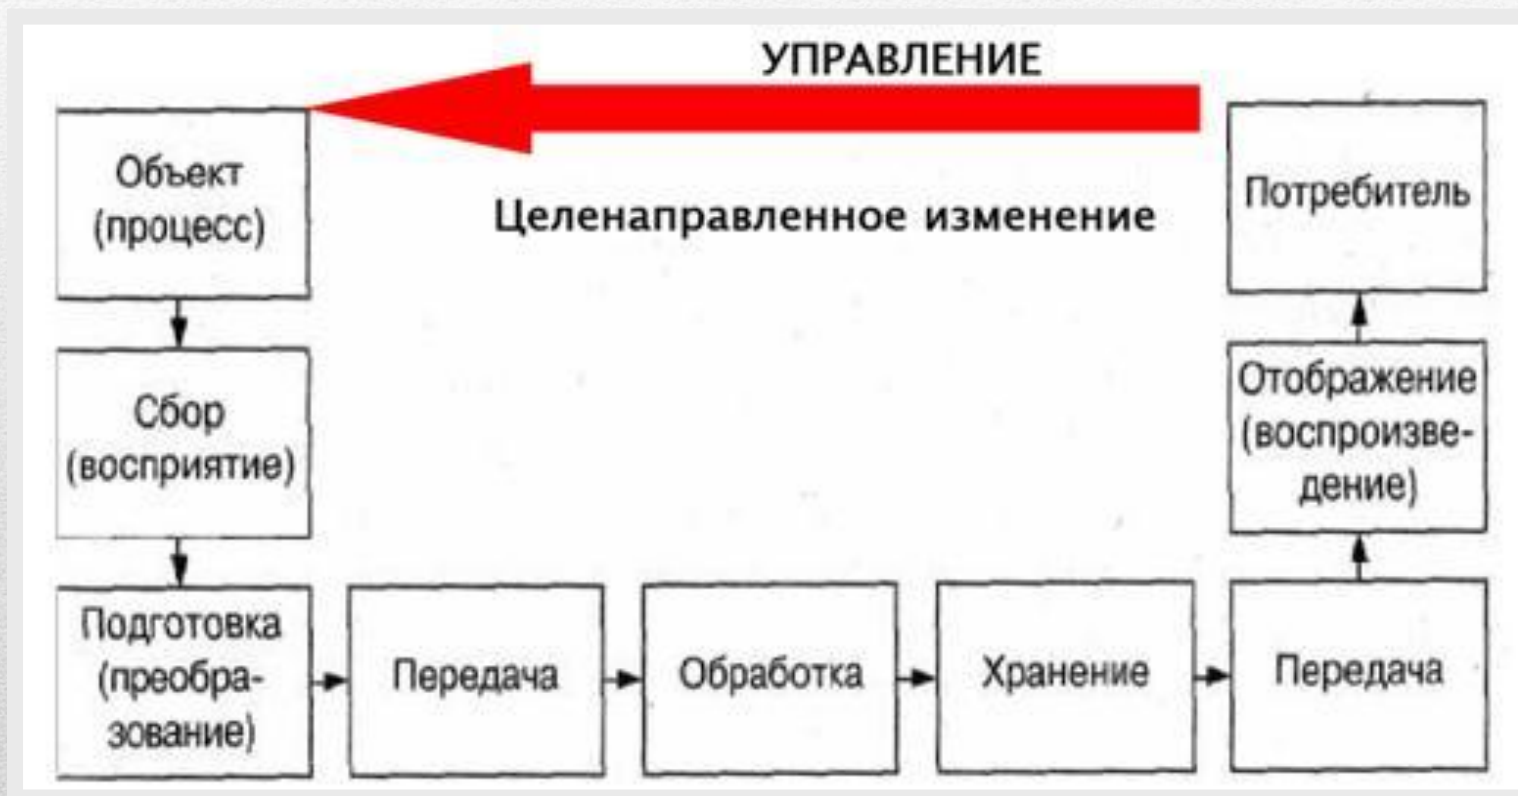 УПРАВЛЕНИЕ
Объект
(процесс)
Целенаправленное изменение
Потребитель
Сбор
(восприятие)
Отображение
(воспроизве-
дение)
Подготовка
(преобра-
зование)
Передача
Обработка
Хранение
Передача